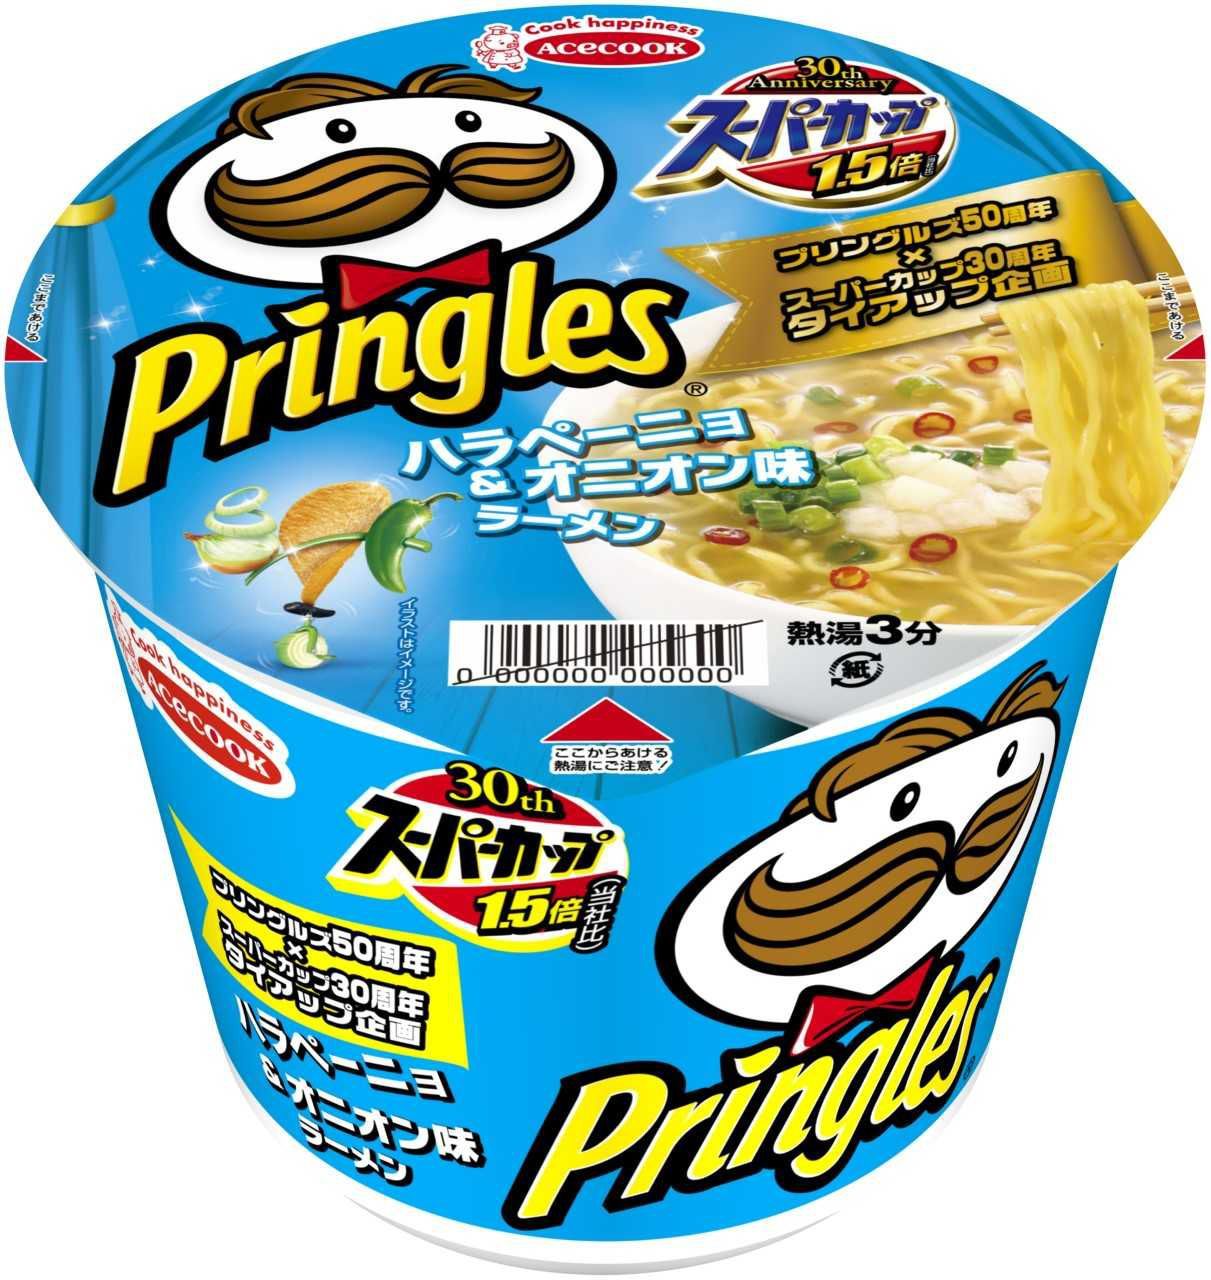 Cook happiness
ACECOOK
30th
Anniversary
スーパーカップ
1.5倍
プリングルズ50周年
×
スーパーカップ30周年
タイアップ企画
ここまであける
ここまであける
Pringles
®
ハラペーニョ
&オニオン味
ラーメン
イラストはイメージです。
0 000000 000000
熱湯3分
紙
ここからあける
熱湯にご注意!
Cook happiness
ACECOOK
30th
スーパーカップ
1.5倍
(当社比)
プリングルズ50周年
×
スーパーカップ30周年
タイアップ企画
ハラペーニョ
&オニオン味
ラーメン
Pringles